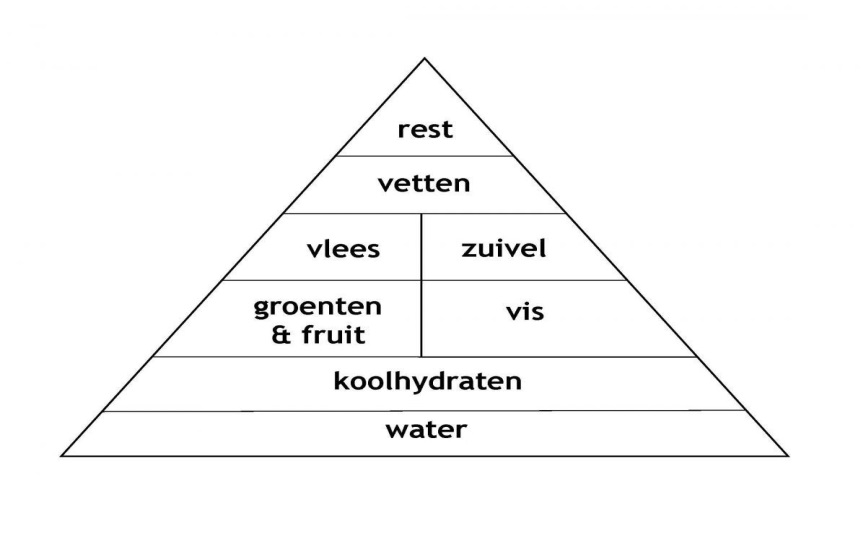 rest
vetten
vlees
zuivel
groenten
& fruit
vis
koolhydraten
water